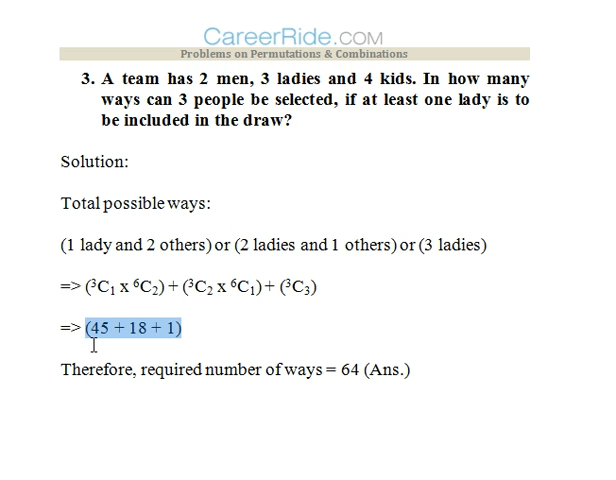 CareerRide.COM
Problems on Permutations & Combinations
3. A team has 2 men, 3 ladies and 4 kids. In how many
ways can 3 people be selected, if at least one lady is to
be included in the draw?
Solution:
Total possible ways:
(1 lady and 2 others) or (2 ladies and 1 others) or (3 ladies)
=> (³C₁ x ⁶C₂) + (³C₂ x ⁶C₁) + (³C₃)
=> (45 + 18 + 1)
Therefore, required number of ways = 64 (Ans.)